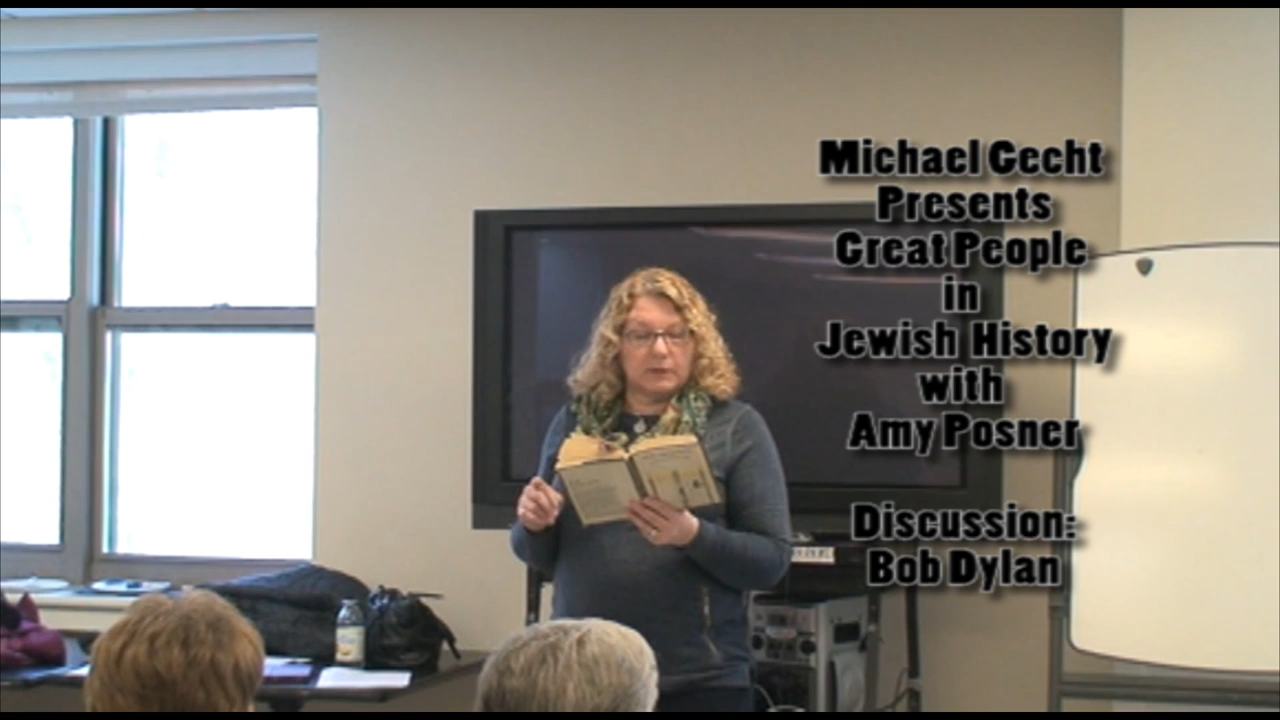 Michael Gecht
Presents
Great People
in
Jewish History
with
Amy Posner
Discussion:
Bob Dylan